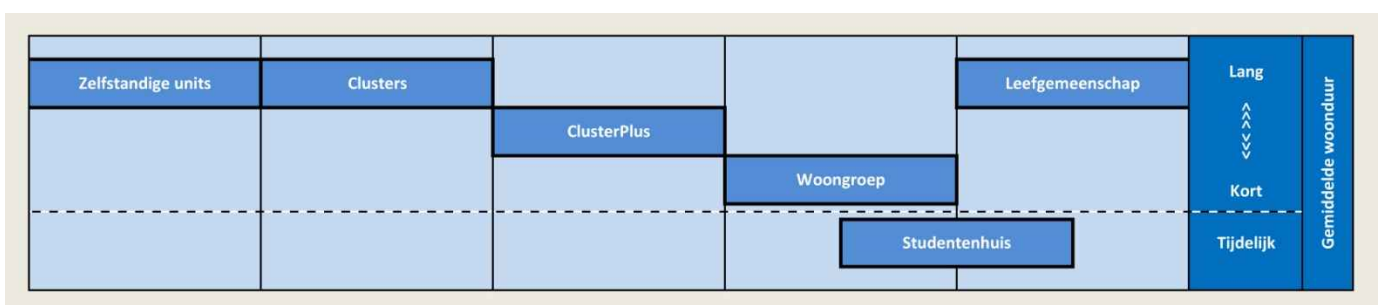 Zelfstandige units
Clusters
Leefgemeenschap
Lang
ClusterPlus
<<< >>>
Woongroep
Kort
Studentenhuis
Tijdelijk
Gemiddelde woonduur